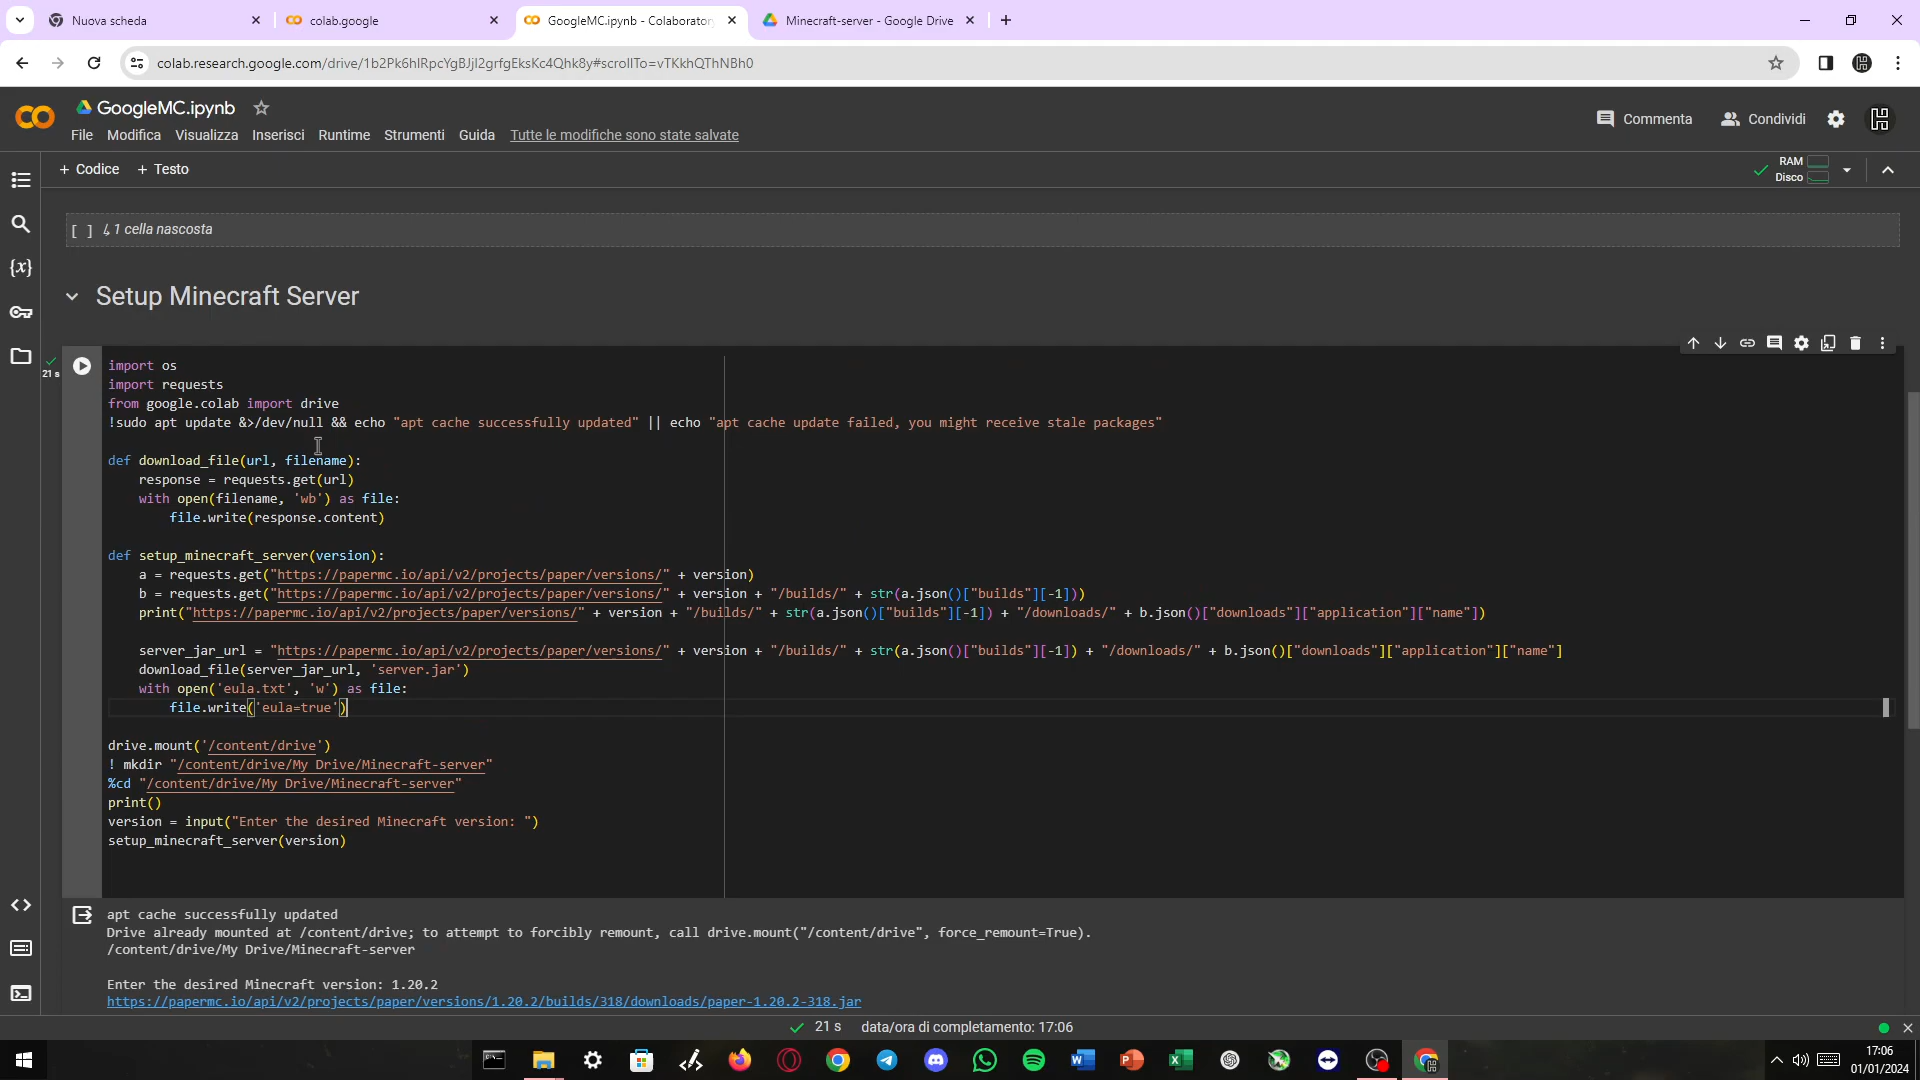 Nuova scheda
colab.google
GoogleMC.ipynb - Colaborator
Minecraft-server - Google Drive
colab.research.google.com/drive/1b2Pk6hIRpcYgBJjl2grfgEksKc4Qhk8y#scrollTo=vTKkhQThNBh0
GoogleMC.ipynb
File Modifica Visualizza Inserisci Runtime Strumenti Guida Tutte le modifiche sono state salvate
Commenta
Condividi
+ Codice + Testo
RAM
Disco
[ ] ↳ 1 cella nascosta
Setup Minecraft Server
21 s
import os
import requests
from google.colab import drive
!sudo apt update &>/dev/null && echo "apt cache successfully updated" || echo "apt cache update failed, you might receive stale packages"
def download_file(url, filename):
response = requests.get(url)
with open(filename, 'wb') as file:
file.write(response.content)
def setup_minecraft_server(version):
a = requests.get("https://papermc.io/api/v2/projects/paper/versions/" + version)
b = requests.get("https://papermc.io/api/v2/projects/paper/versions/" + version + "/builds/" + str(a.json()["builds"][-1]))
print("https://papermc.io/api/v2/projects/paper/versions/" + version + "/builds/" + str(a.json()["builds"][-1]) + "/downloads/" + b.json()["downloads"]["application"]["name"])
server_jar_url = "https://papermc.io/api/v2/projects/paper/versions/" + version + "/builds/" + str(a.json()["builds"][-1]) + "/downloads/" + b.json()["downloads"]["application"]["name"]
download_file(server_jar_url, 'server.jar')
with open('eula.txt', 'w') as file:
file.write('eula=true')
drive.mount('/content/drive')
! mkdir "/content/drive/My Drive/Minecraft-server"
%cd "/content/drive/My Drive/Minecraft-server"
print()
version = input("Enter the desired Minecraft version: ")
setup_minecraft_server(version)
apt cache successfully updated
Drive already mounted at /content/drive; to attempt to forcibly remount, call drive.mount("/content/drive", force_remount=True).
/content/drive/My Drive/Minecraft-server
Enter the desired Minecraft version: 1.20.2
https://papermc.io/api/v2/projects/paper/versions/1.20.2/builds/318/downloads/paper-1.20.2-318.jar
21 s data/ora di completamento: 17:06
17:06
01/01/2024